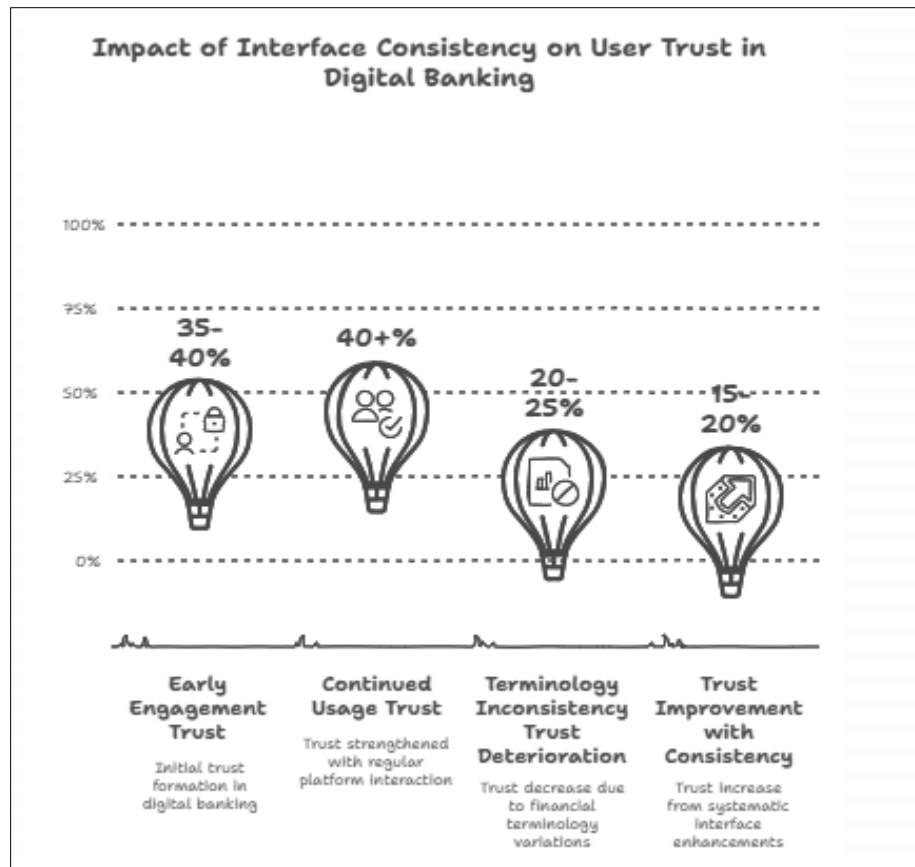 Impact of Interface Consistency on User Trust in
Digital Banking
100%
75%
50%
25%
0%
35-
40%
40+%
20-
25%
15-
20%
Early
Engagement
Trust
Initial trust
formation in
digital banking
Continued
Usage Trust
Trust strengthened
with regular
platform interaction
Terminology
Inconsistency
Trust
Deterioration
Trust decrease due
to financial
terminology
variations
Trust
Improvement
with
Consistency
Trust increase
from systematic
interface
enhancements